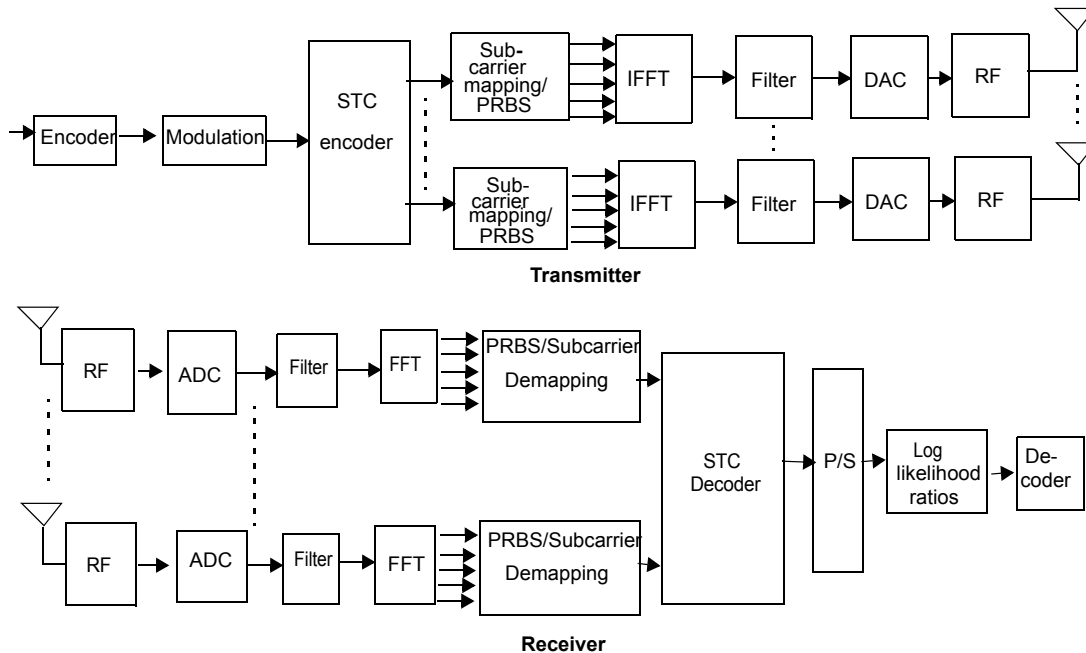 Encoder
Modulation
STC
encoder
Sub-
carrier
mapping/
PRBS
IFFT
Filter
DAC
RF
Sub-
carrier
mapping/
PRBS
IFFT
Filter
DAC
RF
Transmitter
RF
ADC
Filter
FFT
PRBS/Subcarrier
Demapping
RF
ADC
Filter
FFT
PRBS/Subcarrier
Demapping
STC
Decoder
P/S
Log
likelihood
ratios
De-
coder
Receiver